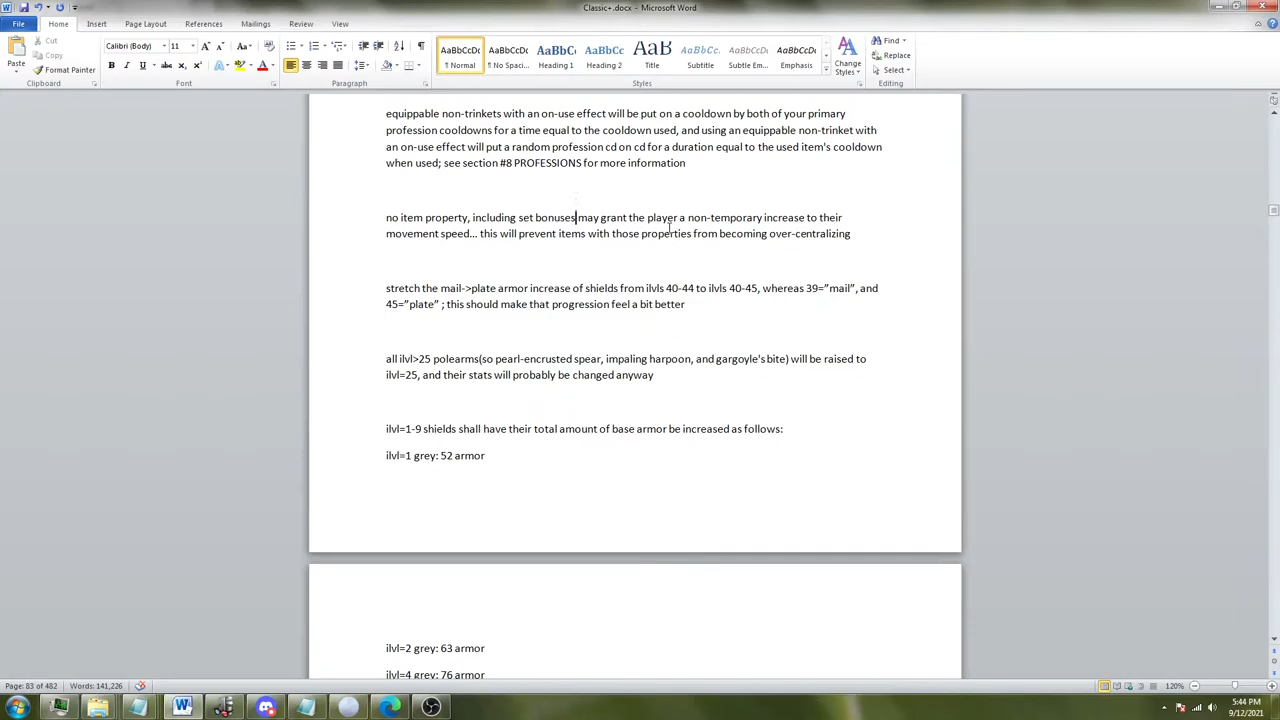 Classic+.docx - Microsoft Word
File Home Insert Page Layout References Mailings Review View
Cut
Copy
Format Painter
Paste
Clipboard
Calibri (Body) 11
Font
Paragraph
AaBbCcDc AaBbCcDc AaBbC AaBbCc AaB AaBbCcI AaBbCcDc AaBbCcDc AaBbCcDc
¶ Normal ¶ No Spaci... Heading 1 Heading 2 Title Subtitle Subtle Em... Emphasis
Change Styles
Styles
Find
Replace
Select
Editing
equippable non-trinkets with an on-use effect will be put on a cooldown by both of your primary
profession cooldowns for a time equal to the cooldown used, and using an equippable non-trinket with
an on-use effect will put a random profession cd on cd for a duration equal to the used item's cooldown
when used; see section #8 PROFESSIONS for more information
no item property, including set bonuses may grant the player a non-temporary increase to their
movement speed... this will prevent items with those properties from becoming over-centralizing
stretch the mail->plate armor increase of shields from ilvls 40-44 to ilvls 40-45, whereas 39=”mail”, and
45=”plate” ; this should make that progression feel a bit better
all ilvl>25 polearms(so pearl-encrusted spear, impaling harpoon, and gargoyle's bite) will be raised to
ilvl=25, and their stats will probably be changed anyway
ilvl=1-9 shields shall have their total amount of base armor be increased as follows:
ilvl=1 grey: 52 armor
ilvl=2 grey: 63 armor
ilvl=4 grey: 76 armor
Page: 83 of 482 Words: 141,226
120%
5:44 PM
9/12/2021